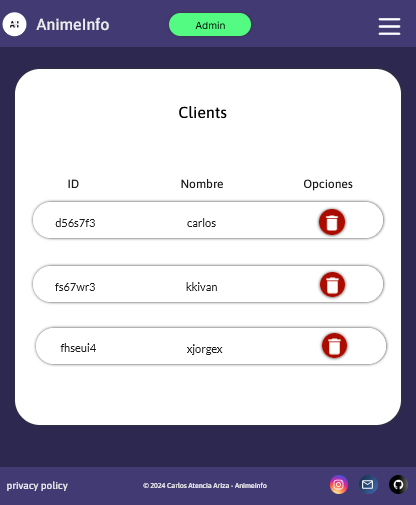 AI AnimeInfo Admin
Clients
ID Nombre Opciones
d56s7f3 carlos
fs67wr3 kkivan
fhseui4 xjorgex
privacy policy © 2024 Carlos Atencia Ariza - AnimeInfo